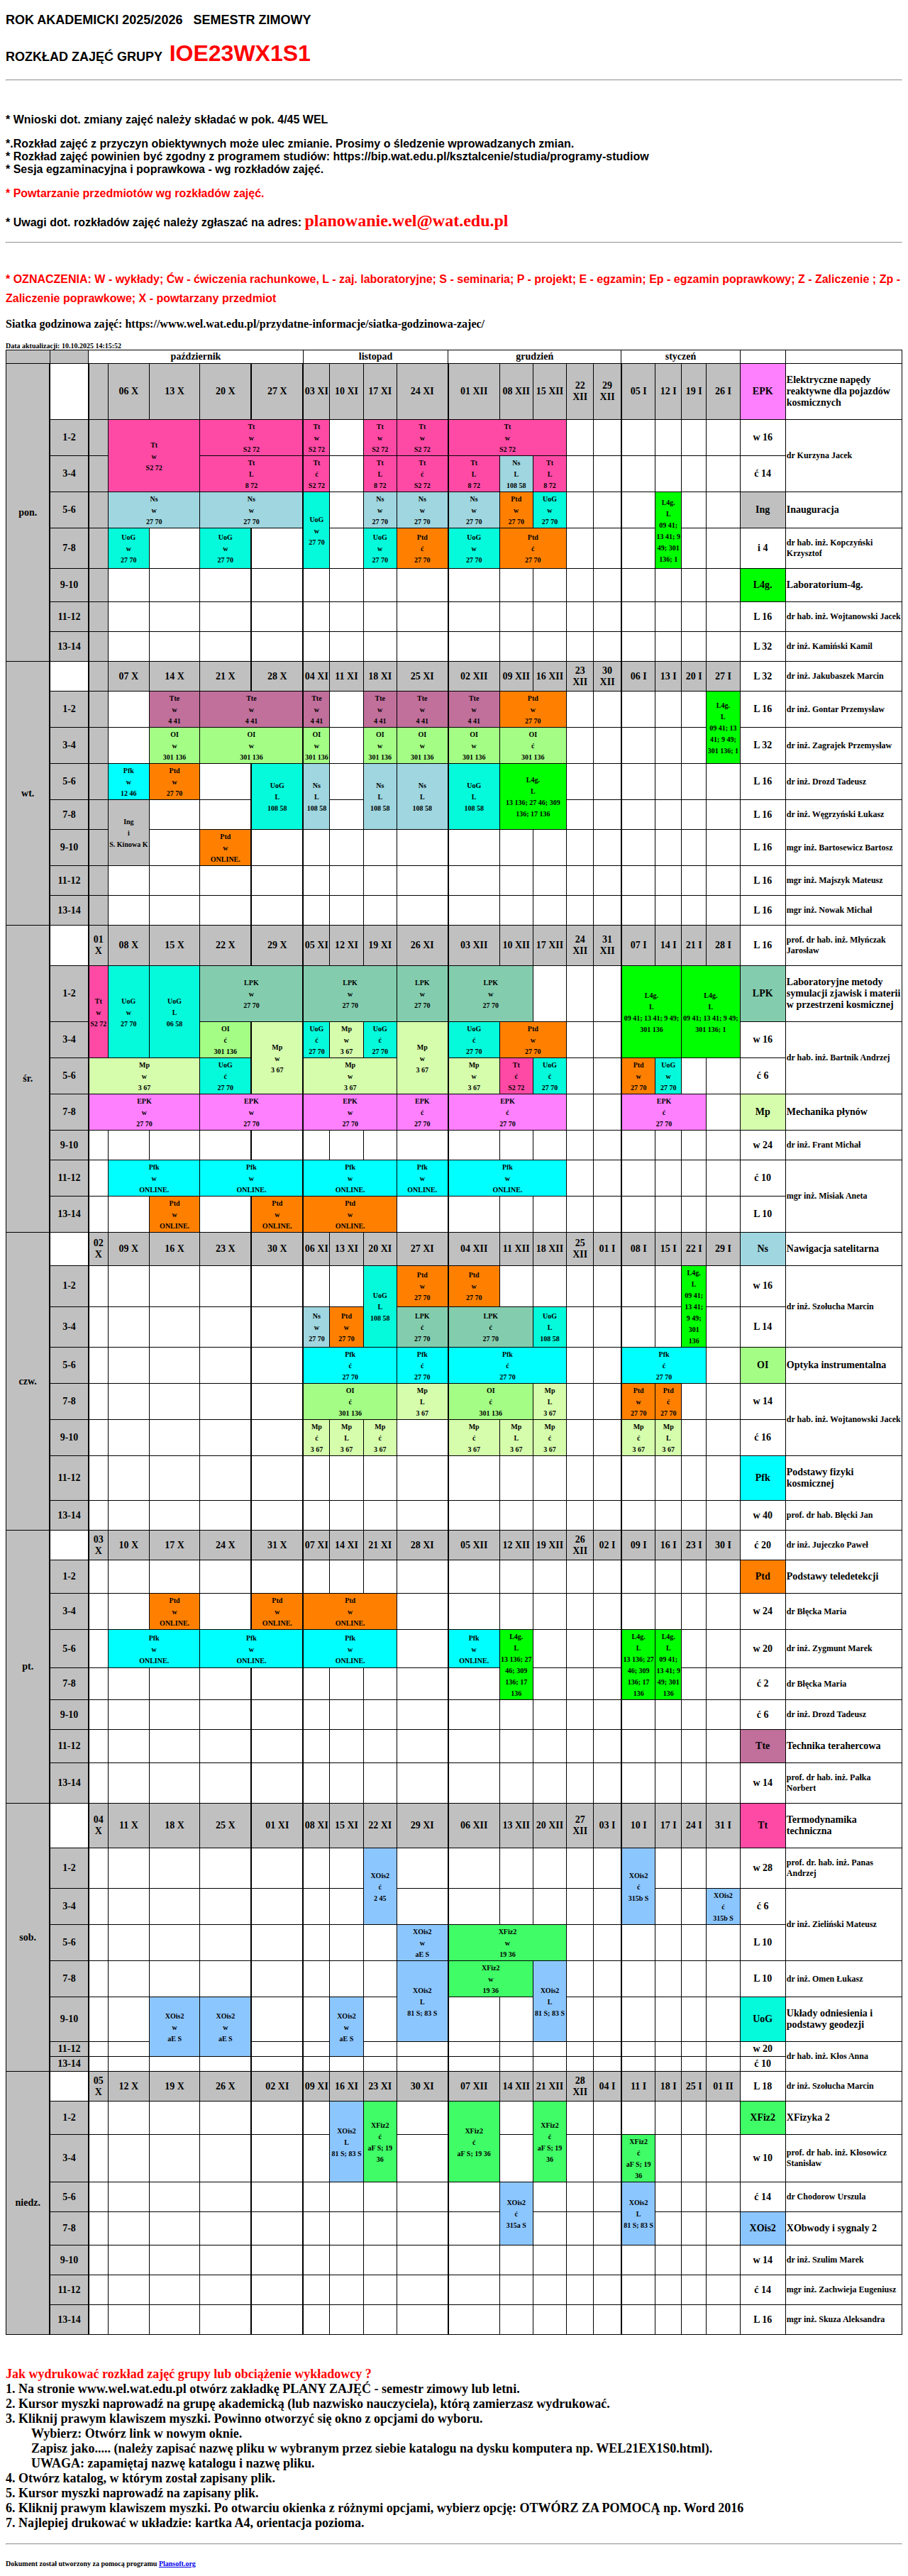 ROK AKADEMICKI 2025/2026 SEMESTR ZIMOWY
ROZKŁAD ZAJĘĆ GRUPY IOE23WX1S1
* Wnioski dot. zmiany zajęć należy składać w pok. 4/45 WEL
*.Rozkład zajęć z przyczyn obiektywnych może ulec zmianie. Prosimy o śledzenie wprowadzanych zmian.
* Rozkład zajęć powinien być zgodny z programem studiów: https://bip.wat.edu.pl/ksztalcenie/studia/programy-studiow
* Sesja egzaminacyjna i poprawkowa - wg rozkładów zajęć.
* Powtarzanie przedmiotów wg rozkładów zajęć.
* Uwagi dot. rozkładów zajęć należy zgłaszać na adres: planowanie.wel@wat.edu.pl
* OZNACZENIA: W - wykłady; Ćw - ćwiczenia rachunkowe, L - zaj. laboratoryjne; S - seminaria; P - projekt; E - egzamin; Ep - egzamin poprawkowy; Z - Zaliczenie ; Zp -
Zaliczenie poprawkowe; X - powtarzany przedmiot
Siatka godzinowa zajęć: https://www.wel.wat.edu.pl/przydatne-informacje/siatka-godzinowa-zajec/
Data aktualizacji: 10.10.2025 14:15:52
październik listopad grudzień styczeń
pon. 06 X 13 X 20 X 27 X 03 XI 10 XI 17 XI 24 XI 01 XII 08 XII 15 XII 22 XII 29 XII 05 I 12 I 19 I 26 I EPK Elektryczne napędy reaktywne dla pojazdów kosmicznych
1-2 Tt w S2 72 Tt w S2 72 Tt w S2 72 Tt w S2 72 Tt w S2 72 Tt w S2 72 w 16 dr Kurzyna Jacek
3-4 Tt L 8 72 Tt ć S2 72 Tt L 8 72 Tt ć S2 72 Tt L 8 72 Ns L 108 58 Tt L 8 72 ć 14
5-6 Ns w 27 70 Ns w 27 70 UoG w 27 70 Ns w 27 70 Ns w 27 70 Ns w 27 70 Ptd w 27 70 UoG w 27 70 L4g. L 09 41; 13 41; 9 49; 301 136; 1 Ing Inauguracja
7-8 UoG w 27 70 UoG w 27 70 UoG w 27 70 Ptd ć 27 70 UoG w 27 70 Ptd ć 27 70 i 4 dr hab. inż. Kopczyński Krzysztof
9-10 L4g. Laboratorium-4g.
11-12 L 16 dr hab. inż. Wojtanowski Jacek
13-14 L 32 dr inż. Kamiński Kamil
wt. 07 X 14 X 21 X 28 X 04 XI 11 XI 18 XI 25 XI 02 XII 09 XII 16 XII 23 XII 30 XII 06 I 13 I 20 I 27 I L 32 dr inż. Jakubaszek Marcin
1-2 Tte w 4 41 Tte w 4 41 Tte w 4 41 Tte w 4 41 Tte w 4 41 Tte w 4 41 Ptd w 27 70 L4g. L 09 41; 13 41; 9 49; 301 136; 1 L 16 dr inż. Gontar Przemysław
3-4 OI w 301 136 OI w 301 136 OI w 301 136 OI w 301 136 OI w 301 136 OI w 301 136 OI ć 301 136 L 32 dr inż. Zagrajek Przemysław
5-6 Pfk w 12 46 Ptd w 27 70 UoG L 108 58 Ns L 108 58 Ns L 108 58 Ns L 108 58 UoG L 108 58 L4g. L 13 136; 27 46; 309 136; 17 136 L 16 dr inż. Drozd Tadeusz
7-8 Ing i S. Kinowa K L 16 dr inż. Węgrzyński Łukasz
9-10 Ptd w ONLINE. L 16 mgr inż. Bartosewicz Bartosz
11-12 L 16 mgr inż. Majszyk Mateusz
13-14 L 16 mgr inż. Nowak Michał
śr. 01 X 08 X 15 X 22 X 29 X 05 XI 12 XI 19 XI 26 XI 03 XII 10 XII 17 XII 24 XII 31 XII 07 I 14 I 21 I 28 I L 16 prof. dr hab. inż. Młyńczak Jarosław
1-2 Tt w S2 72 UoG w 27 70 UoG L 06 58 LPK w 27 70 LPK w 27 70 LPK w 27 70 LPK w 27 70 L4g. L 09 41; 13 41; 9 49; 301 136 L4g. L 09 41; 13 41; 9 49; 301 136; 1 LPK Laboratoryjne metody symulacji zjawisk i materii w przestrzeni kosmicznej
3-4 OI ć 301 136 Mp w 3 67 UoG ć 27 70 Mp w 3 67 UoG ć 27 70 Mp w 3 67 UoG ć 27 70 Ptd w 27 70 w 16 dr hab. inż. Bartnik Andrzej
5-6 Mp w 3 67 UoG ć 27 70 Mp w 3 67 Mp w 3 67 Tt ć S2 72 UoG ć 27 70 Ptd w 27 70 UoG w 27 70 ć 6
7-8 EPK w 27 70 EPK w 27 70 EPK w 27 70 EPK ć 27 70 EPK ć 27 70 EPK ć 27 70 Mp Mechanika płynów
9-10 w 24 dr inż. Frant Michał
11-12 Pfk w ONLINE. Pfk w ONLINE. Pfk w ONLINE. Pfk w ONLINE. Pfk w ONLINE. ć 10 mgr inż. Misiak Aneta
13-14 Ptd w ONLINE. Ptd w ONLINE. Ptd w ONLINE. L 10
czw. 02 X 09 X 16 X 23 X 30 X 06 XI 13 XI 20 XI 27 XI 04 XII 11 XII 18 XII 25 XII 01 I 08 I 15 I 22 I 29 I Ns Nawigacja satelitarna
1-2 UoG L 108 58 Ptd w 27 70 Ptd w 27 70 L4g. L 09 41; 13 41; 9 49; 301 136 w 16 dr inż. Szołucha Marcin
3-4 Ns w 27 70 Ptd w 27 70 LPK ć 27 70 LPK ć 27 70 UoG L 108 58 L 14
5-6 Pfk ć 27 70 Pfk ć 27 70 Pfk ć 27 70 Pfk ć 27 70 OI Optyka instrumentalna
7-8 OI ć 301 136 Mp L 3 67 OI ć 301 136 Mp L 3 67 Ptd w 27 70 Ptd ć 27 70 w 14 dr hab. inż. Wojtanowski Jacek
9-10 Mp ć 3 67 Mp L 3 67 Mp ć 3 67 Mp ć 3 67 Mp L 3 67 Mp ć 3 67 Mp ć 3 67 Mp L 3 67 ć 16
11-12 Pfk Podstawy fizyki kosmicznej
13-14 w 40 prof. dr hab. Błęcki Jan
pt. 03 X 10 X 17 X 24 X 31 X 07 XI 14 XI 21 XI 28 XI 05 XII 12 XII 19 XII 26 XII 02 I 09 I 16 I 23 I 30 I ć 20 dr inż. Jujeczko Paweł
1-2 Ptd Podstawy teledetekcji
3-4 Ptd w ONLINE. Ptd w ONLINE. Ptd w ONLINE. w 24 dr Błęcka Maria
5-6 Pfk w ONLINE. Pfk w ONLINE. Pfk w ONLINE. Pfk w ONLINE. L4g. L 13 136; 27 46; 309 136; 17 136 L4g. L 13 136; 27 46; 309 136; 17 136 L4g. L 09 41; 13 41; 9 49; 301 136 w 20 dr inż. Zygmunt Marek
7-8 ć 2 dr Błęcka Maria
9-10 ć 6 dr inż. Drozd Tadeusz
11-12 Tte Technika terahercowa
13-14 w 14 prof. dr hab. inż. Pałka Norbert
sob. 04 X 11 X 18 X 25 X 01 XI 08 XI 15 XI 22 XI 29 XI 06 XII 13 XII 20 XII 27 XII 03 I 10 I 17 I 24 I 31 I Tt Termodynamika techniczna
1-2 XOis2 ć 2 45 XOis2 ć 315b S w 28 prof. dr. hab. inż. Panas Andrzej
3-4 XOis2 ć 315b S ć 6 dr inż. Zieliński Mateusz
5-6 XOis2 w aE S XFiz2 w 19 36 L 10
7-8 XOis2 L 81 S; 83 S XFiz2 w 19 36 XOis2 L 81 S; 83 S L 10 dr inż. Omen Łukasz
9-10 XOis2 w aE S XOis2 w aE S XOis2 w aE S UoG Układy odniesienia i podstawy geodezji
11-12 w 20 dr hab. inż. Kłos Anna
13-14 ć 10
niedz. 05 X 12 X 19 X 26 X 02 XI 09 XI 16 XI 23 XI 30 XI 07 XII 14 XII 21 XII 28 XII 04 I 11 I 18 I 25 I 01 II L 18 dr inż. Szołucha Marcin
1-2 XOis2 L 81 S; 83 S XFiz2 ć aF S; 19 36 XFiz2 ć aF S; 19 36 XFiz2 ć aF S; 19 36 XFiz2 XFizyka 2
3-4 XFiz2 ć aF S; 19 36 w 10 prof. dr hab. inż. Kłosowicz Stanisław
5-6 XOis2 ć 315a S XOis2 L 81 S; 83 S ć 14 dr Chodorow Urszula
7-8 XOis2 XObwody i sygnaly 2
9-10 w 14 dr inż. Szulim Marek
11-12 ć 14 mgr inż. Zachwieja Eugeniusz
13-14 L 16 mgr inż. Skuza Aleksandra
Jak wydrukować rozkład zajęć grupy lub obciążenie wykładowcy ?
1. Na stronie www.wel.wat.edu.pl otwórz zakładkę PLANY ZAJĘĆ - semestr zimowy lub letni.
2. Kursor myszki naprowadź na grupę akademicką (lub nazwisko nauczyciela), którą zamierzasz wydrukować.
3. Kliknij prawym klawiszem myszki. Powinno otworzyć się okno z opcjami do wyboru.
Wybierz: Otwórz link w nowym oknie.
Zapisz jako..... (należy zapisać nazwę pliku w wybranym przez siebie katalogu na dysku komputera np. WEL21EX1S0.html).
UWAGA: zapamiętaj nazwę katalogu i nazwę pliku.
4. Otwórz katalog, w którym został zapisany plik.
5. Kursor myszki naprowadź na zapisany plik.
6. Kliknij prawym klawiszem myszki. Po otwarciu okienka z różnymi opcjami, wybierz opcję: OTWÓRZ ZA POMOCĄ np. Word 2016
7. Najlepiej drukować w układzie: kartka A4, orientacja pozioma.
Dokument został utworzony za pomocą programu Plansoft.org